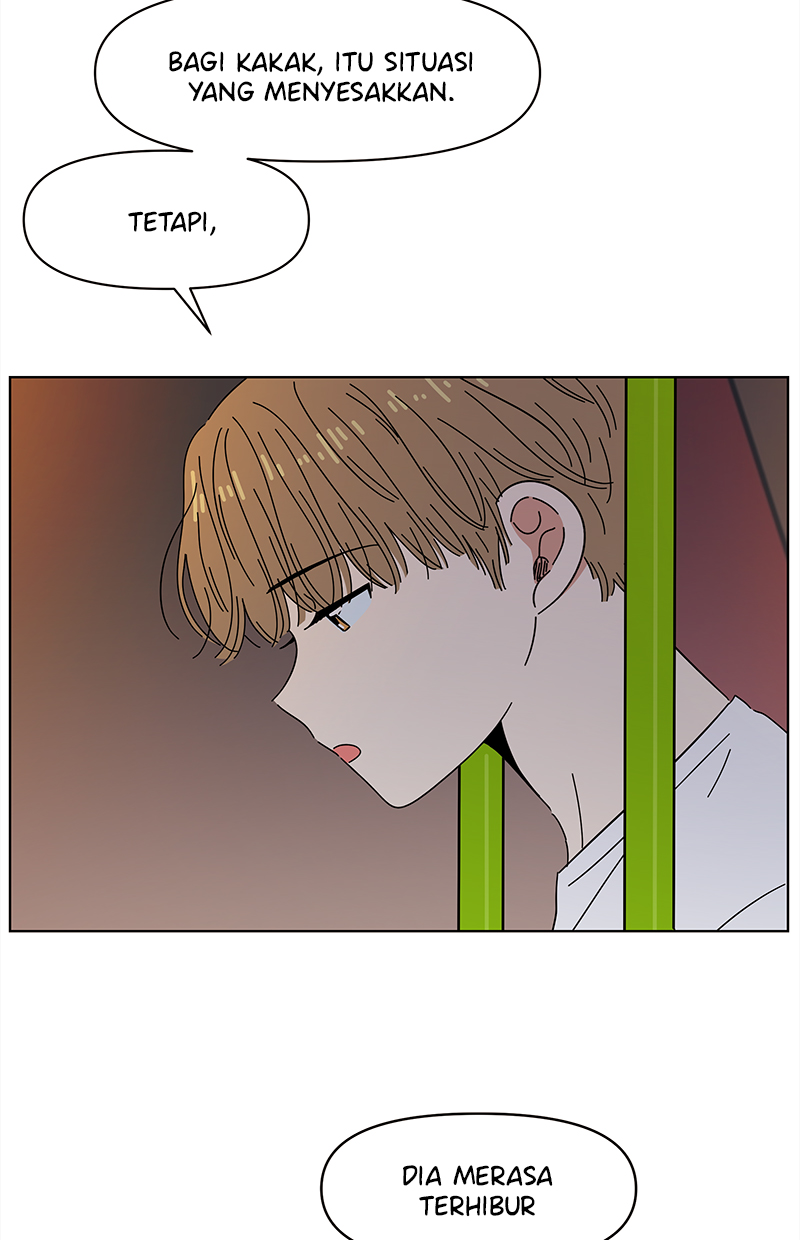 BAGI KAKAK, ITU SITUASI
YANG MENYESAKKAN.
TETAPI,
DIA MERASA
TERHIBUR